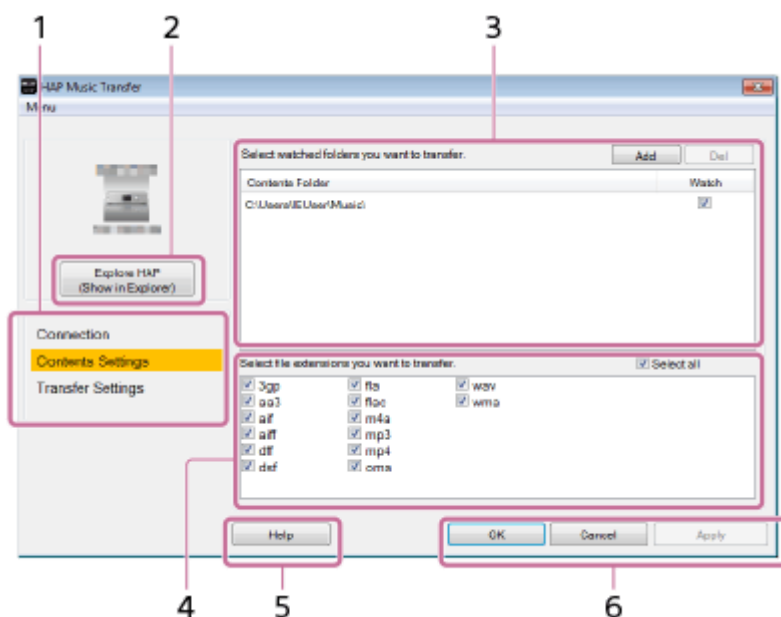 1 2 3
HAP Music Transfer
Menu
Select watched folders you want to transfer. Add Del
Contents Folder Watch
C:\Users\IEUser\Music\
Explore HAP
(Show in Explorer)
Connection
Contents Settings
Transfer Settings
Select file extensions you want to transfer. Select all
3gp fla wav
aa3 flac wma
aif m4a
aiff mp3
dff mp4
dsf oma
Help OK Cancel Apply
4 5 6